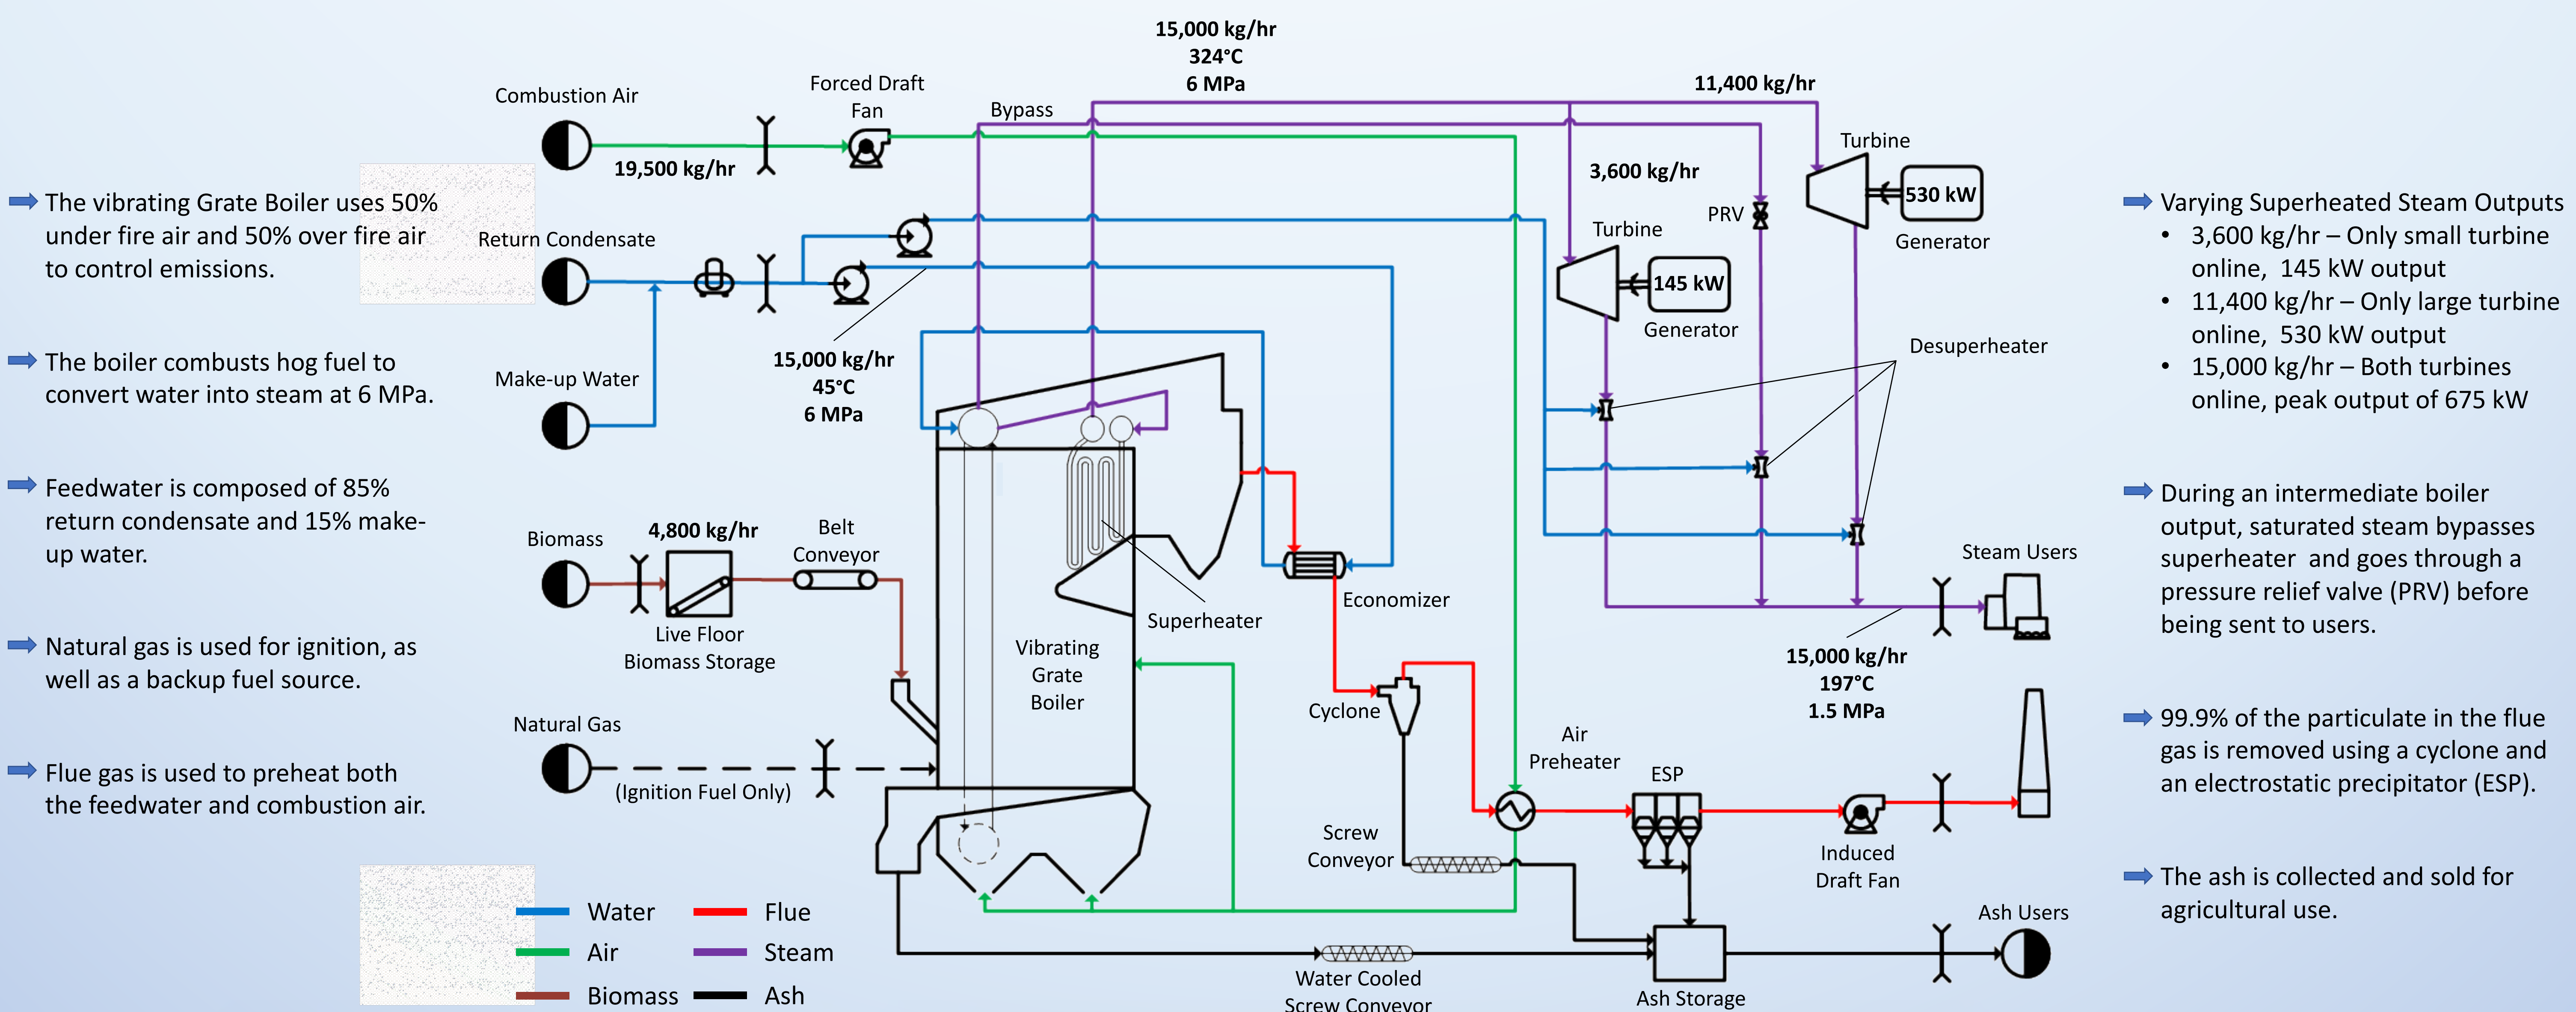 The vibrating Grate Boiler uses 50%
under fire air and 50% over fire air
to control emissions.
The boiler combusts hog fuel to
convert water into steam at 6 MPa.
Feedwater is composed of 85%
return condensate and 15% make-
up water.
Natural gas is used for ignition, as
well as a backup fuel source.
Flue gas is used to preheat both
the feedwater and combustion air.
15,000 kg/hr
324°C
6 MPa
Combustion Air
19,500 kg/hr
Forced Draft
Fan
Bypass
11,400 kg/hr
Turbine
530 kW
Generator
3,600 kg/hr
PRV
Turbine
145 kW
Generator
Desuperheater
Return Condensate
15,000 kg/hr
45°C
6 MPa
Make-up Water
Biomass
4,800 kg/hr
Live Floor
Biomass Storage
Belt
Conveyor
Superheater
Vibrating
Grate
Boiler
Economizer
Steam Users
15,000 kg/hr
197°C
1.5 MPa
Cyclone
Natural Gas
(Ignition Fuel Only)
Air
Preheater
ESP
Screw
Conveyor
Induced
Draft Fan
Water Cooled
Screw Conveyor
Ash Storage
Ash Users
Water
Flue
Air
Steam
Biomass
Ash
Varying Superheated Steam Outputs
• 3,600 kg/hr – Only small turbine
online, 145 kW output
• 11,400 kg/hr – Only large turbine
online, 530 kW output
• 15,000 kg/hr – Both turbines
online, peak output of 675 kW
During an intermediate boiler
output, saturated steam bypasses
superheater and goes through a
pressure relief valve (PRV) before
being sent to users.
99.9% of the particulate in the flue
gas is removed using a cyclone and
an electrostatic precipitator (ESP).
The ash is collected and sold for
agricultural use.